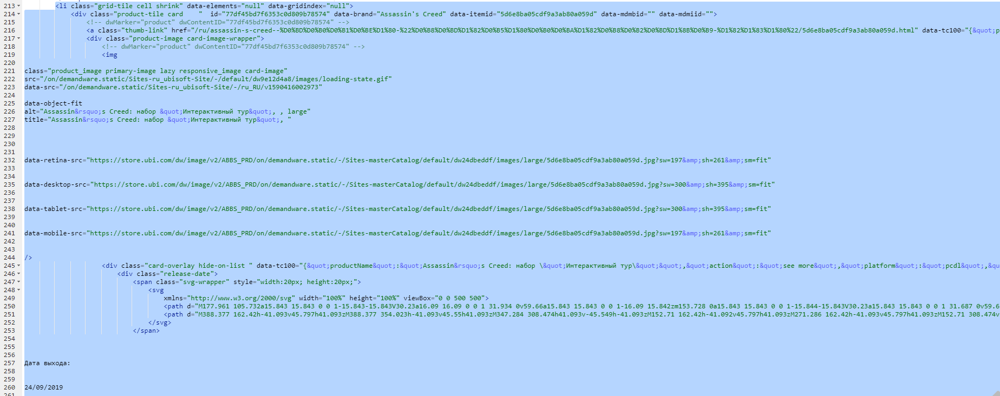 213 <li class="grid-tile cell shrink" data-elements="null" data-gridindex="null">
214 <div class="product-tile card    "  id="77df45bd7f6353c0d809b78574" data-brand="Assassin's Creed" data-itemid="5d6e8ba05cdf9a3ab80a059d" data-mdmbid="" data-mdmiid="">
215 <!-- dwMarker="product" dwContentID="77df45bd7f6353c0d809b78574" -->
216 <a class="thumb-link" href="/ru/assassin-s-creed--%D0%BD%D0%B0%D0%B1%D0%BE%D1%80-%22%D0%B8%D0%BD%D1%82%D0%B5%D1%80%D0%B0%D0%BA%D1%82%D0%B8%D0%B2%D0%BD%D1%8B%D0%B9-%D1%82%D1%83%D1%80%22/5d6e8ba05cdf9a3ab80a059d.html" data-tc100="{&quot;p
217 <div class="product-image card-image-wrapper">
218 <!-- dwMarker="product" dwContentID="77df45bd7f6353c0d809b78574" -->
219 <img
220
221 class="product_image primary-image lazy responsive_image card-image"
222 src="/on/demandware.static/Sites-ru_ubisoft-Site/-/default/dw9e12d4a8/images/loading-state.gif"
223 data-src="/on/demandware.static/Sites-ru_ubisoft-Site/-/ru_RU/v1590416002973"
224
225 data-object-fit
226 alt="Assassin&rsquo;s Creed: набор &quot;Интерактивный тур&quot;, , large"
227 title="Assassin&rsquo;s Creed: набор &quot;Интерактивный тур&quot;, "
228
229
230
231
232 data-retina-src="https://store.ubi.com/dw/image/v2/ABBS_PRD/on/demandware.static/-/Sites-masterCatalog/default/dw24dbeddf/images/large/5d6e8ba05cdf9a3ab80a059d.jpg?sw=197&amp;sh=261&amp;sm=fit"
233
234
235 data-desktop-src="https://store.ubi.com/dw/image/v2/ABBS_PRD/on/demandware.static/-/Sites-masterCatalog/default/dw24dbeddf/images/large/5d6e8ba05cdf9a3ab80a059d.jpg?sw=300&amp;sh=395&amp;sm=fit"
236
237
238 data-tablet-src="https://store.ubi.com/dw/image/v2/ABBS_PRD/on/demandware.static/-/Sites-masterCatalog/default/dw24dbeddf/images/large/5d6e8ba05cdf9a3ab80a059d.jpg?sw=300&amp;sh=395&amp;sm=fit"
239
240
241 data-mobile-src="https://store.ubi.com/dw/image/v2/ABBS_PRD/on/demandware.static/-/Sites-masterCatalog/default/dw24dbeddf/images/large/5d6e8ba05cdf9a3ab80a059d.jpg?sw=197&amp;sh=261&amp;sm=fit"
242
243
244 />
245 <div class="card-overlay hide-on-list " data-tc100="{&quot;productName&quot;:&quot;Assassin&rsquo;s Creed: набор \&quot;Интерактивный тур\&quot;&quot;,&quot;action&quot;:&quot;see more&quot;,&quot;platform&quot;:&quot;pcdl&quot;,&qu
246 <div class="release-date">
247 <span class="svg-wrapper" style="width:20px; height:20px;">
248 <svg
249 xmlns="http://www.w3.org/2000/svg" width="100%" height="100%" viewBox="0 0 500 500">
250 <path d="M177.961 105.732a15.843 15.843 0 0 1-15.843-15.843V30.23a16.09 16.09 0 0 1 31.934 0v59.66a15.843 15.843 0 0 1-16.09 15.842zm153.728 0a15.843 15.843 0 0 1-15.844-15.843V30.23a15.843 15.843 0 0 1 31.687 0v59.6
251 <path d="M388.377 162.42h-41.093v45.797h41.093zM388.377 354.023h-41.093v45.55h41.093zM347.284 308.474h41.093v-45.549h-41.093zM152.71 162.42h-41.092v45.797h41.093zM271.286 162.42h-41.093v45.797h41.093zM152.71 308.474v
252 </svg>
253 </span>
254
255
256
257 Дата выхода:
258
259
260 24/09/2019
261